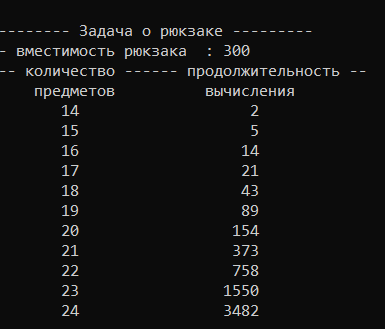 -------- Задача о рюкзаке ---------
- вместимость рюкзака  : 300
-- количество ------ продолжительность --
предметов          вычисления
14                  2
15                  5
16                 14
17                 21
18                 43
19                 89
20                154
21                373
22                758
23               1550
24               3482